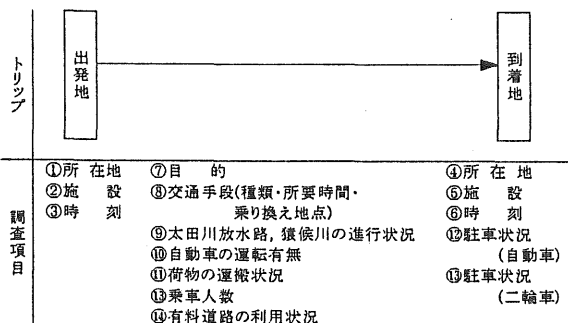 トリップ
出発地
到着地
調査項目
①所在地
②施設
③時刻
⑦目的
⑧交通手段(種類・所要時間・
乗り換え地点)
⑨太田川放水路,猿候川の進行状況
⑩自動車の運転有無
⑪荷物の運搬状況
⑬乗車人数
⑭有料道路の利用状況
④所在地
⑤施設
⑥時刻
⑫駐車状況
(自動車)
⑬駐車状況
(二輪車)